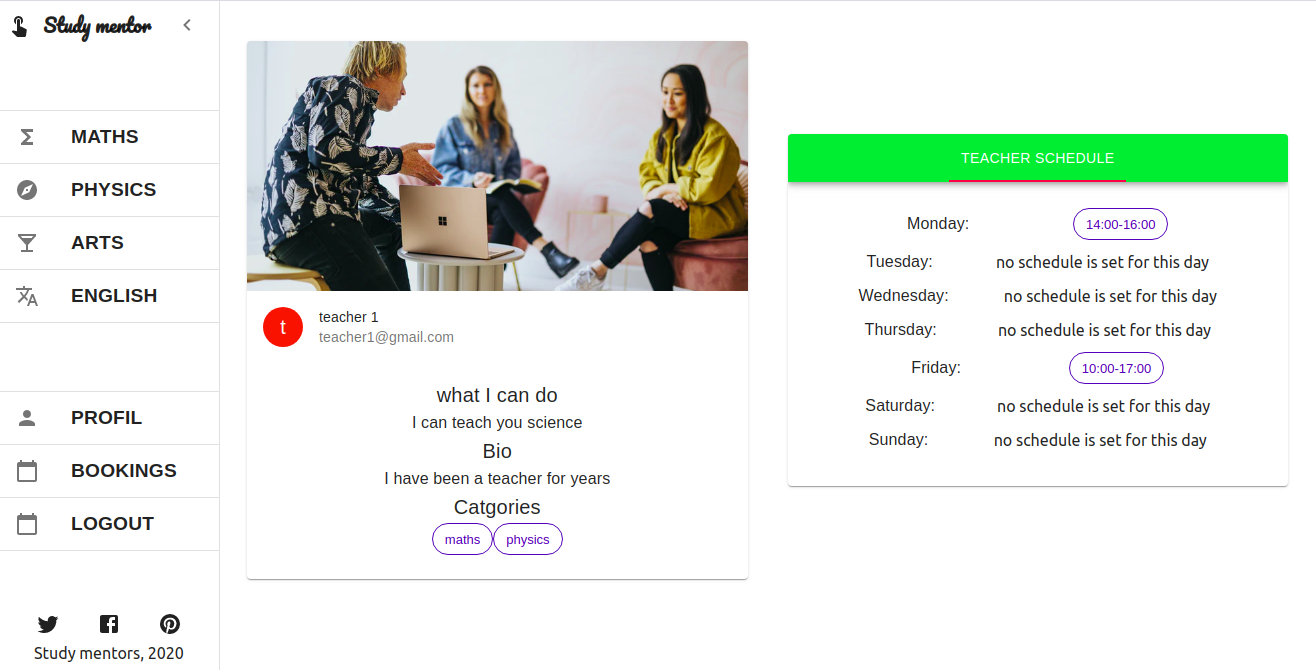 Study mentor
MATHS
PHYSICS
ARTS
ENGLISH
PROFIL
BOOKINGS
LOGOUT
Study mentors, 2020
t
teacher 1
teacher1@gmail.com
what I can do
I can teach you science
Bio
I have been a teacher for years
Catgories
maths physics
TEACHER SCHEDULE
Monday: 14:00-16:00
Tuesday: no schedule is set for this day
Wednesday: no schedule is set for this day
Thursday: no schedule is set for this day
Friday: 10:00-17:00
Saturday: no schedule is set for this day
Sunday: no schedule is set for this day